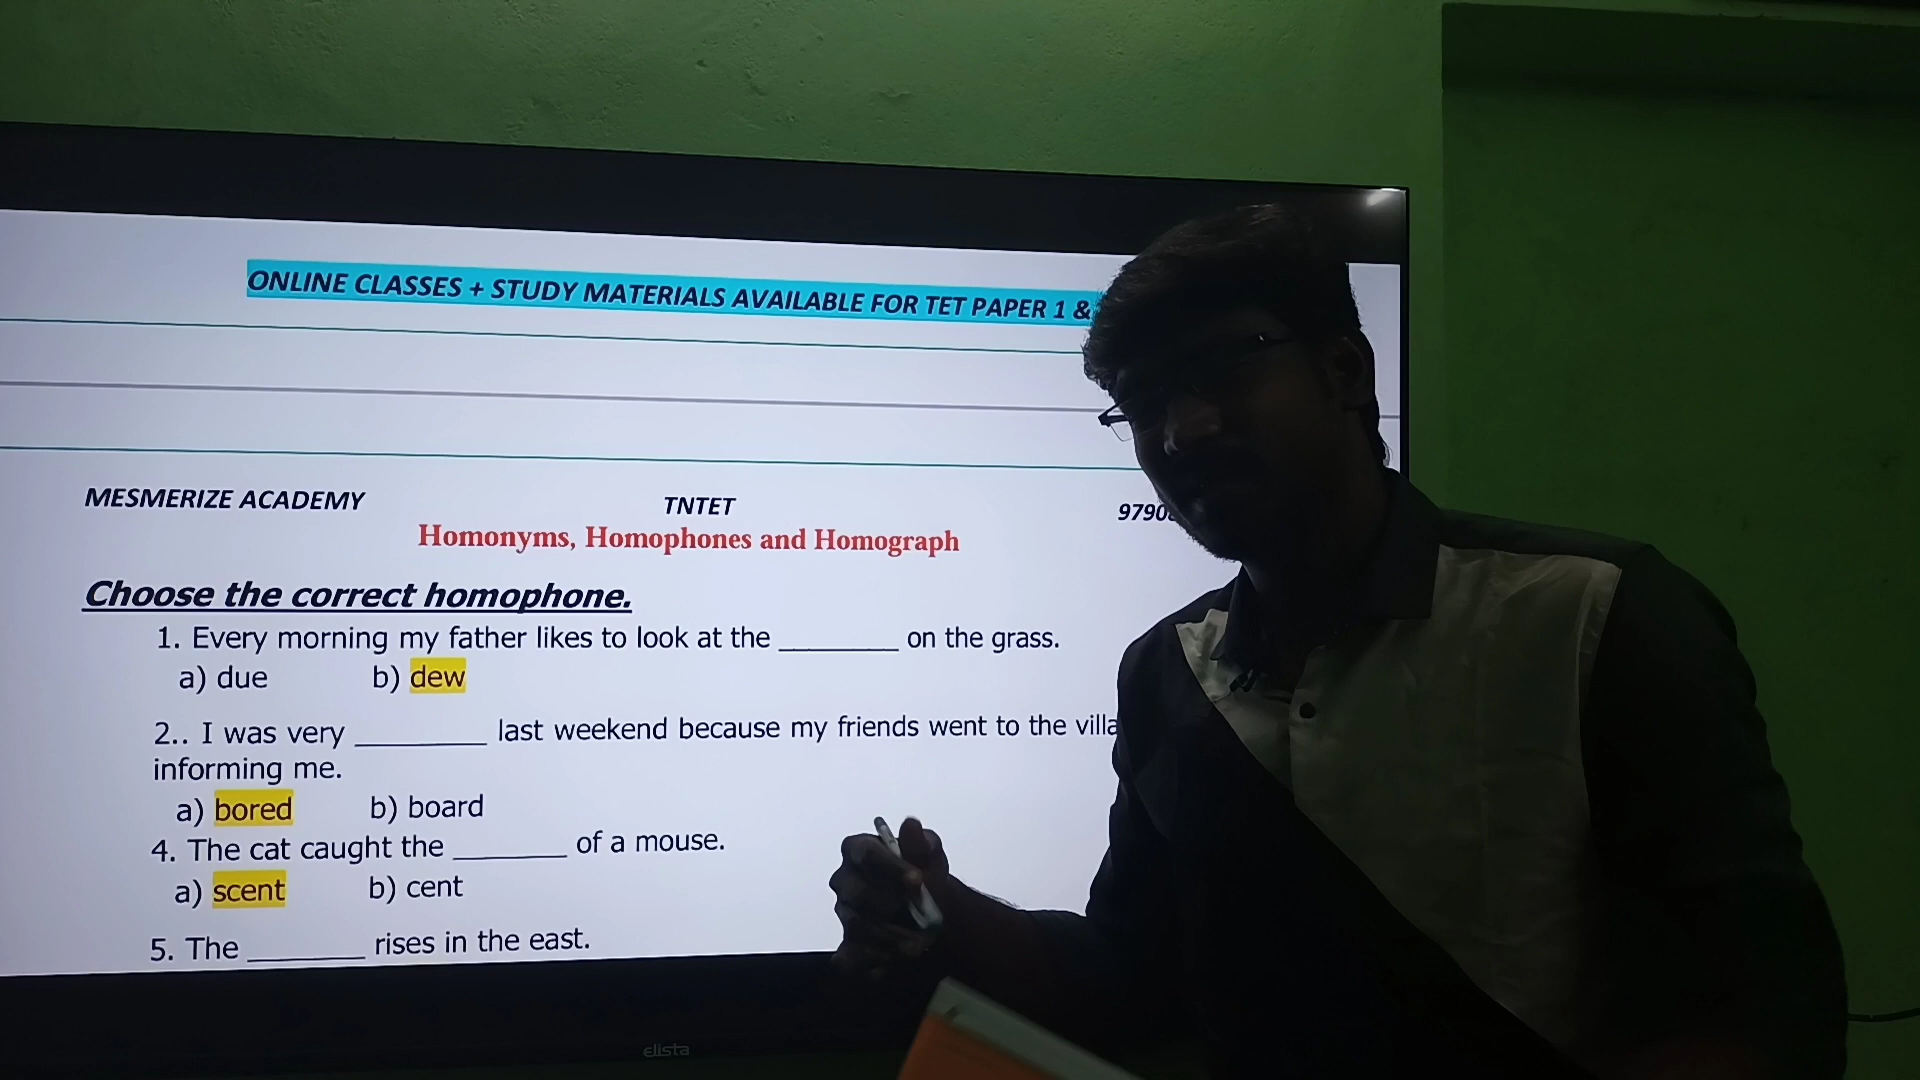 ONLINE CLASSES + STUDY MATERIALS AVAILABLE FOR TET PAPER 1 &
MESMERIZE ACADEMY TNTET 9790
Homonyms, Homophones and Homograph
Choose the correct homophone.
1. Every morning my father likes to look at the ________ on the grass.
a) due b) dew
2.. I was very _________ last weekend because my friends went to the villa
informing me.
a) bored b) board
4. The cat caught the ________ of a mouse.
a) scent b) cent
5. The ________ rises in the east.
elista